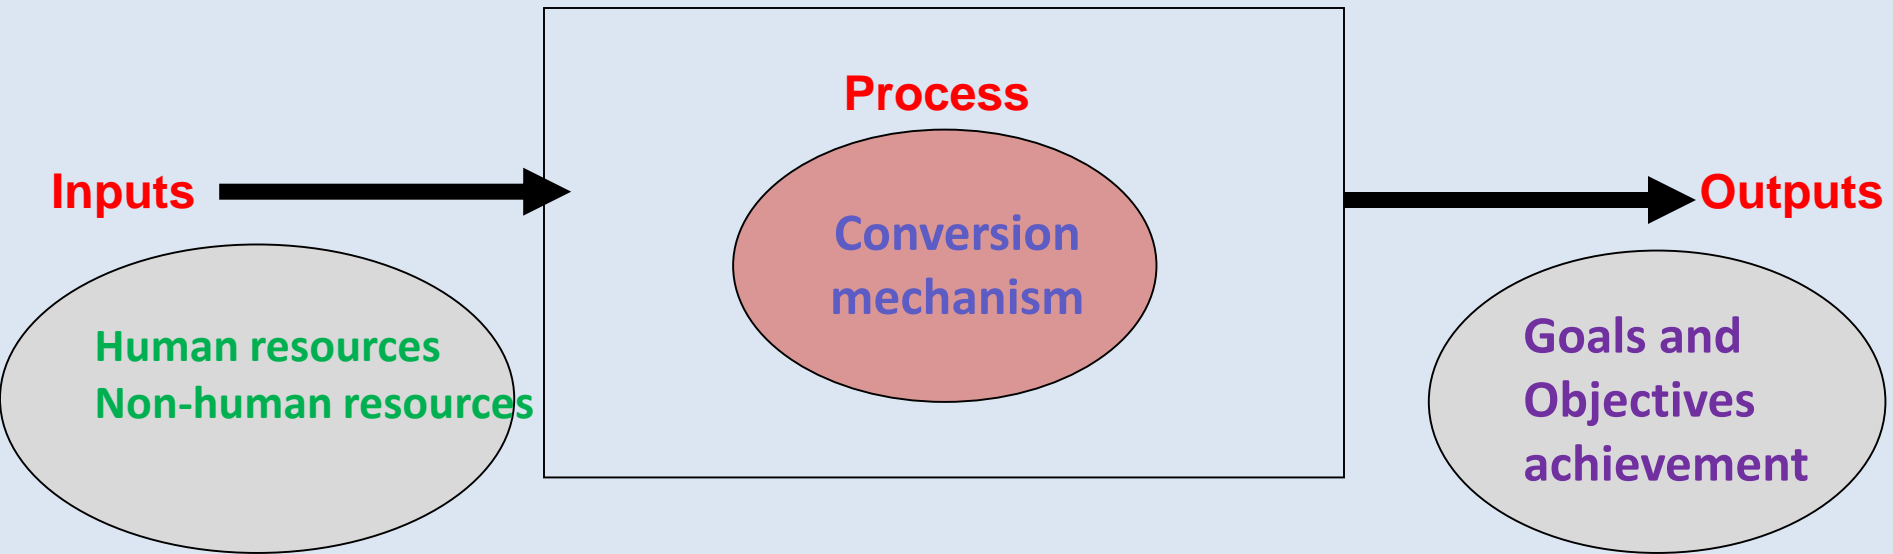 Process
Inputs
Outputs
Conversion
mechanism
Human resources
Non-human resources
Goals and
Objectives
achievement